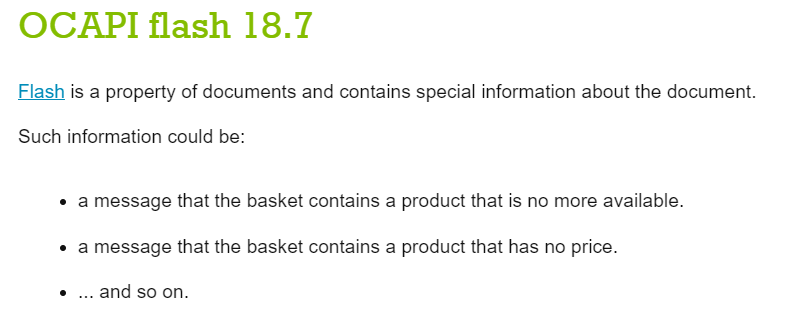 OCAPI flash 18.7
Flash is a property of documents and contains special information about the document.
Such information could be:
• a message that the basket contains a product that is no more available.
• a message that the basket contains a product that has no price.
• ... and so on.